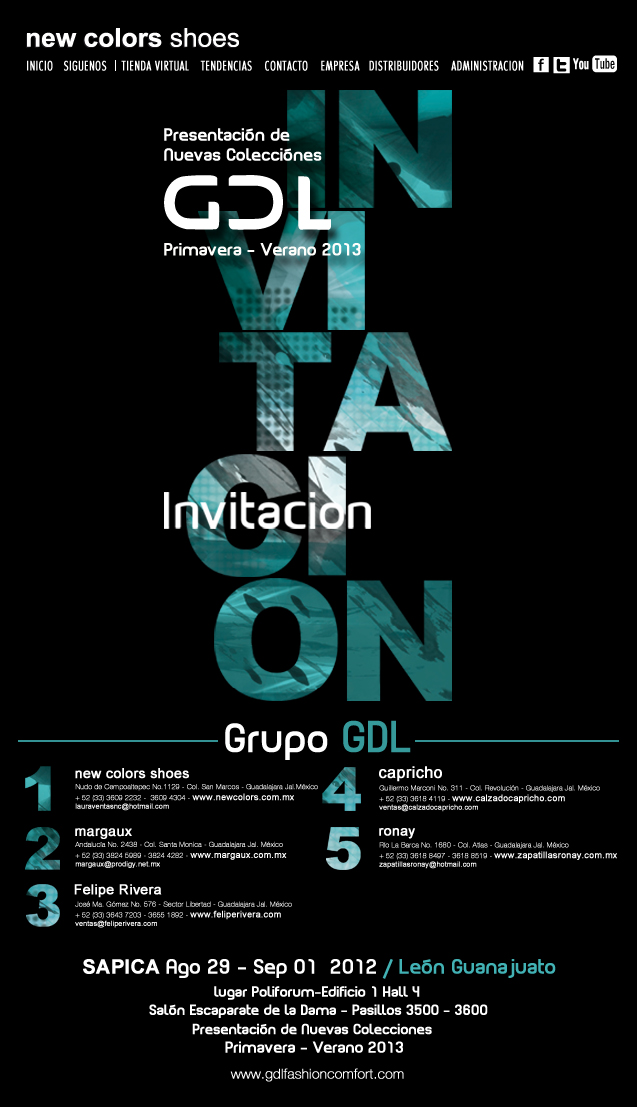 new colors shoes
INICIO SIGUENOS | TIENDA VIRTUAL TENDENCIAS CONTACTO EMPRESA DISTRIBUIDORES ADMINISTRACION f t You Tube
IN
VI
TA
CI
ON
Presentación de
Nuevas Colecciónes
GDL
Primavera - Verano 2013
Invitacion
Grupo GDL
1
new colors shoes
Nudo de Cempoaltepec No.1129 - Col. San Marcos - Guadalajara Jal.México
+ 52 (33) 3609 2232 - 3609 4304 - www.newcolors.com.mx
lauraventasnc@hotmail.com
2
margaux
Andalucía No. 2438 - Col. Santa Monica - Guadalajara Jal. México
+ 52 (33) 3824 5989 - 3824 4282 - www.margaux.com.mx
margaux@prodigy.net.mx
3
Felipe Rivera
José Ma. Gómez No. 576 - Sector Libertad - Guadalajara Jal. México
+ 52 (33) 3643 7203 - 3655 1892 - www.feliperivera.com
ventas@feliperivera.com
4
capricho
Guillermo Marconi No. 311 - Col. Revolución - Guadalajara Jal. México
+ 52 (33) 3618 4119 - www.calzadocapricho.com
ventas@calzadocapricho.com
5
ronay
Río La Barca No. 1680 - Col. Atlas - Guadalajara Jal. México
+ 52 (33) 3618 8497 - 3618 8519 - www.zapatillasronay.com.mx
zapatillasronay@hotmail.com
SAPICA Ago 29 - Sep 01 2012 / León Guanajuato
lugar Poliforum-Edificio 1 Hall 4
Salón Escaparate de la Dama - Pasillos 3500 - 3600
Presentación de Nuevas Colecciones
Primavera - Verano 2013
www.gdlfashioncomfort.com